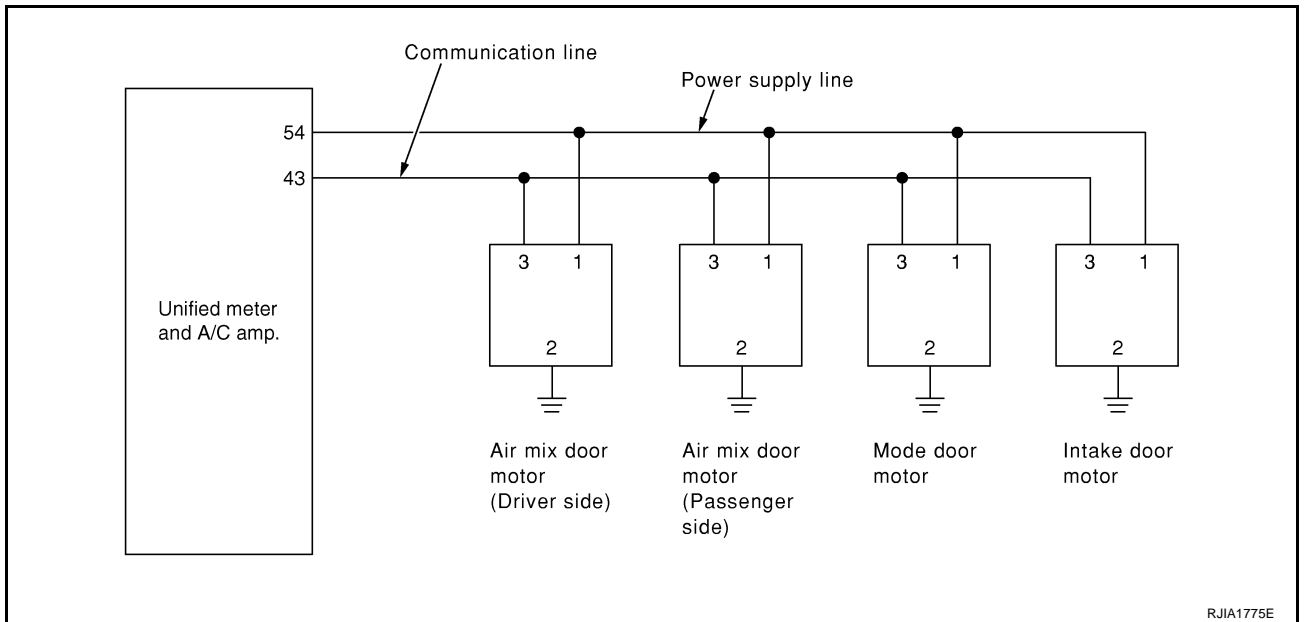 Communication line
Power supply line
54
43
3 1 3 1 3 1 3 1
Unified meter
and A/C amp.
2 2 2 2
Air mix door
motor
(Driver side)
Air mix door
motor
(Passenger
side)
Mode door
motor
Intake door
motor
RJIA1775E